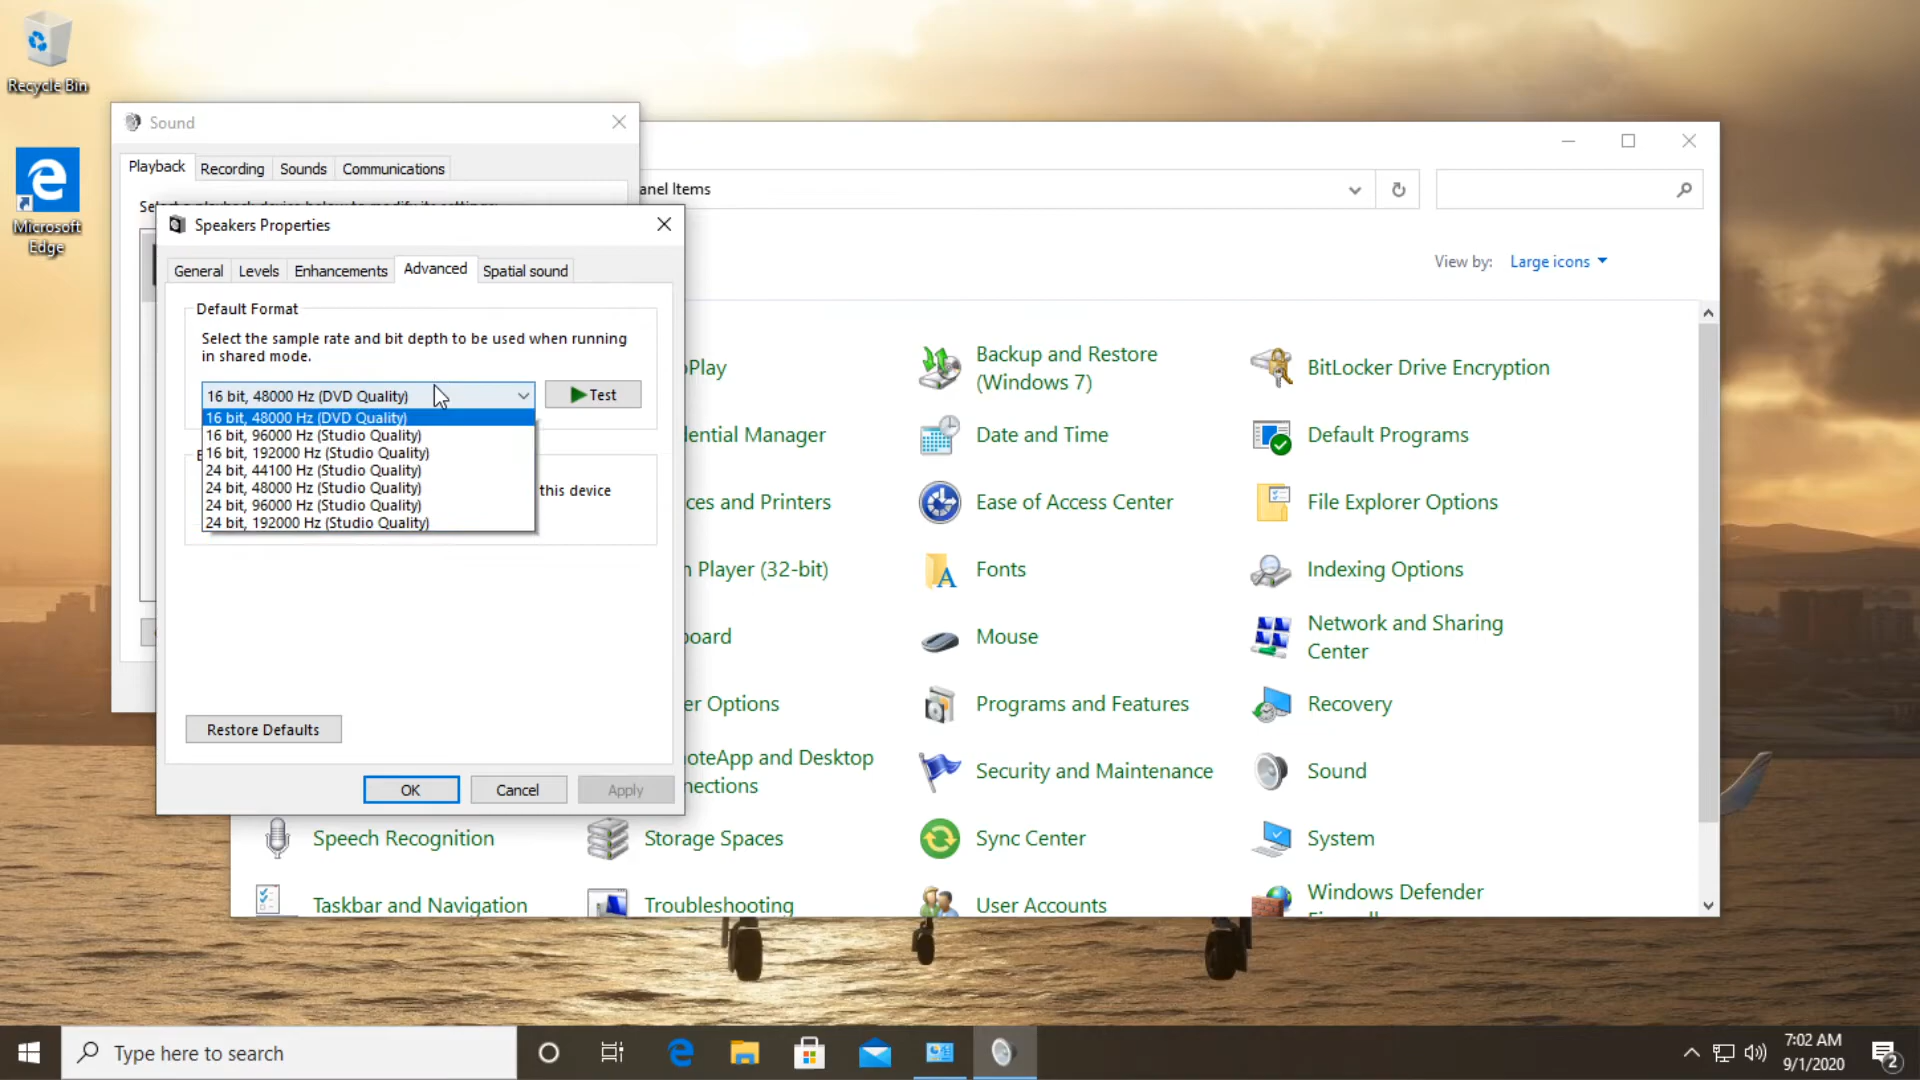 Recycle Bin
Microsoft
Edge
Sound
Playback
Recording
Sounds
Communications
Speakers Properties
General
Levels
Enhancements
Advanced
Spatial sound
Default Format
Select the sample rate and bit depth to be used when running
in shared mode.
16 bit, 48000 Hz (DVD Quality)
Test
16 bit, 48000 Hz (DVD Quality)
16 bit, 96000 Hz (Studio Quality)
16 bit, 192000 Hz (Studio Quality)
24 bit, 44100 Hz (Studio Quality)
24 bit, 48000 Hz (Studio Quality)
24 bit, 96000 Hz (Studio Quality)
24 bit, 192000 Hz (Studio Quality)
this device
Restore Defaults
OK
Cancel
Apply
anel Items
View by:
Large icons
oPlay
Backup and Restore
(Windows 7)
BitLocker Drive Encryption
dential Manager
Date and Time
Default Programs
ces and Printers
Ease of Access Center
File Explorer Options
h Player (32-bit)
Fonts
Indexing Options
board
Mouse
Network and Sharing
Center
er Options
Programs and Features
Recovery
noteApp and Desktop
nections
Security and Maintenance
Sound
Speech Recognition
Storage Spaces
Sync Center
System
Taskbar and Navigation
Troubleshooting
User Accounts
Windows Defender
Type here to search
7:02 AM
9/1/2020
2